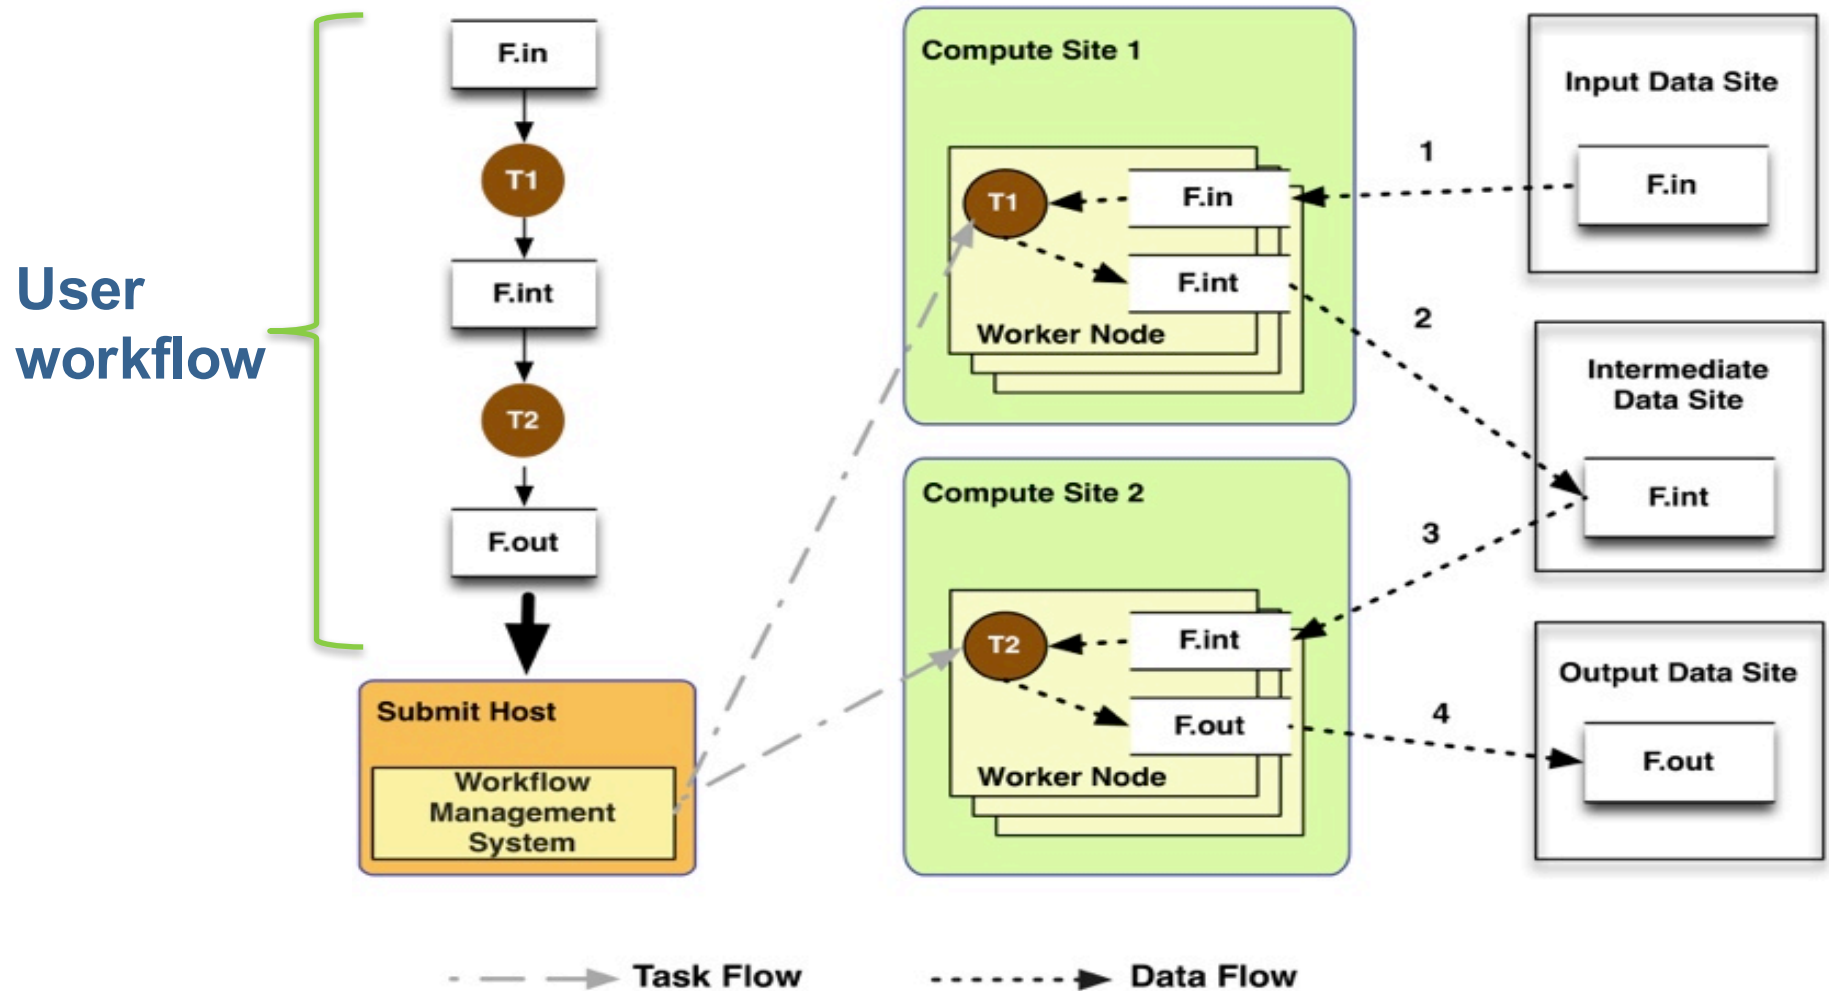 User
workflow
F.in
T1
F.int
T2
F.out
Submit Host
Workflow
Management
System
Compute Site 1
T1
F.in
F.int
Worker Node
Compute Site 2
T2
F.int
F.out
Worker Node
1
2
3
4
Input Data Site
F.in
Intermediate
Data Site
F.int
Output Data Site
F.out
Task Flow
Data Flow